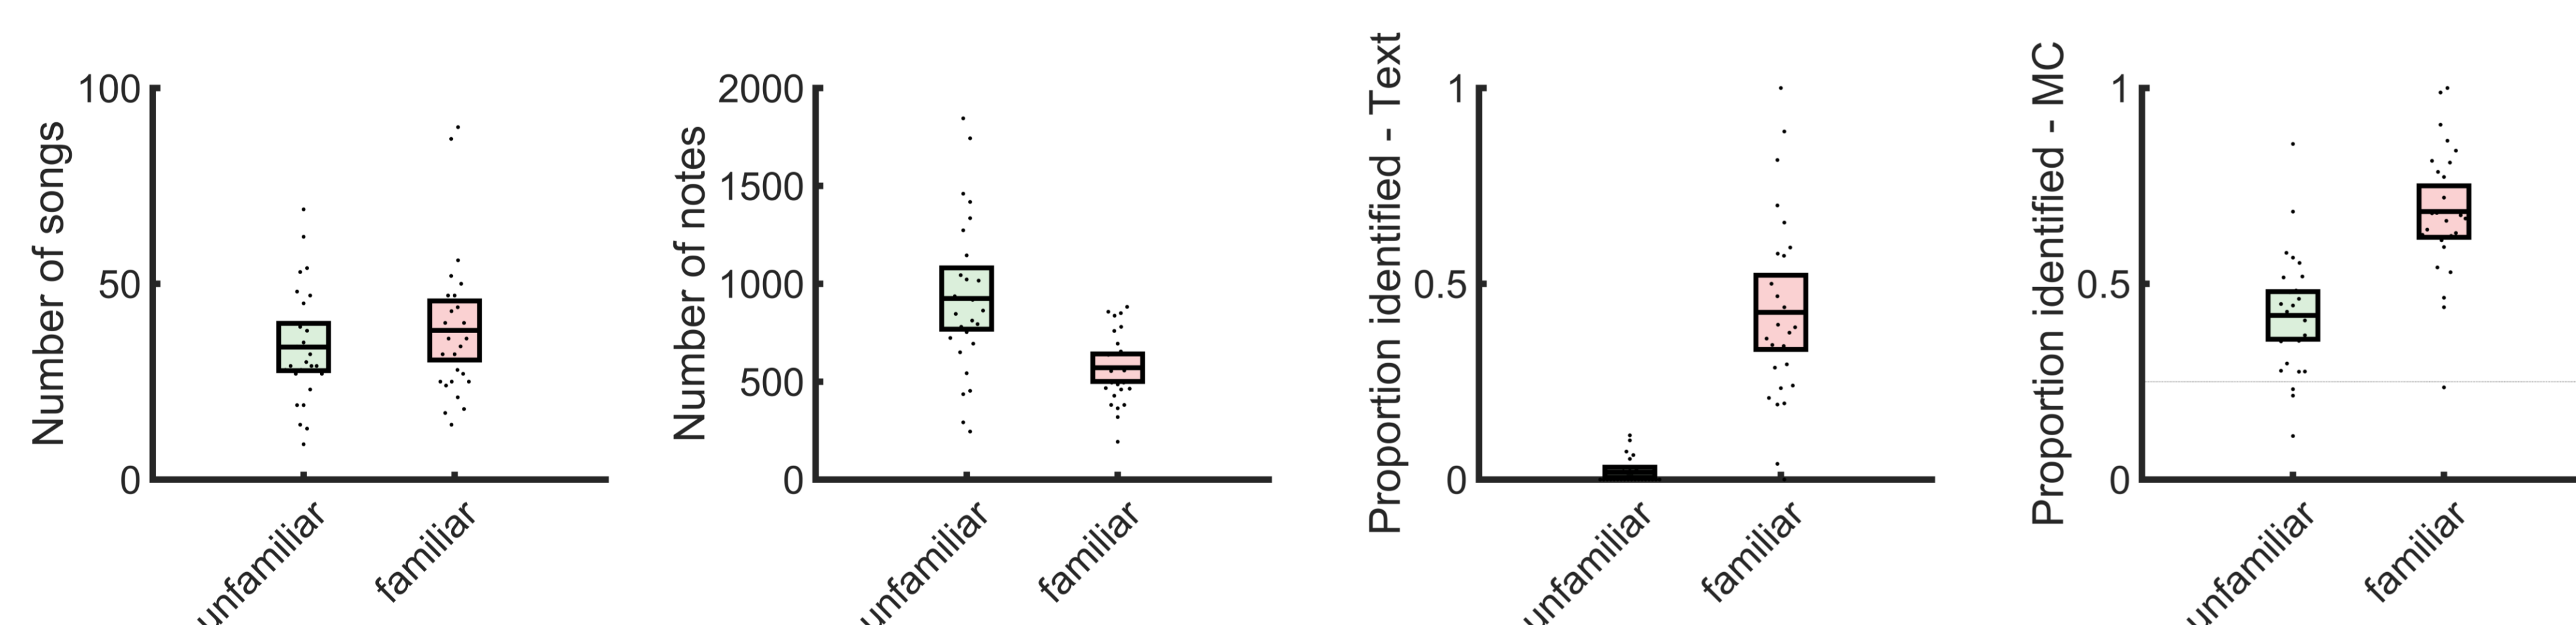 Number of songs
100
50
0
unfamiliar
familiar
Number of notes
2000
1500
1000
500
0
unfamiliar
familiar
Proportion identified - Text
1
0.5
0
unfamiliar
familiar
Proportion identified - MC
1
0.5
0
unfamiliar
familiar